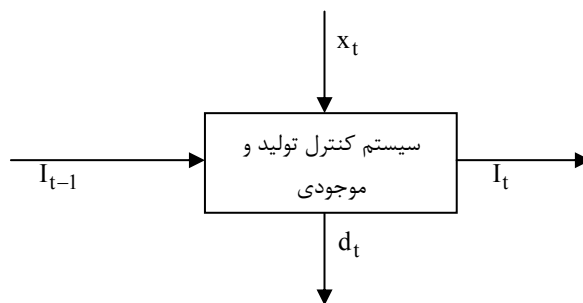 x_t
سیستم کنترل تولید و
موجودی
I_{t-1}
I_t
d_t